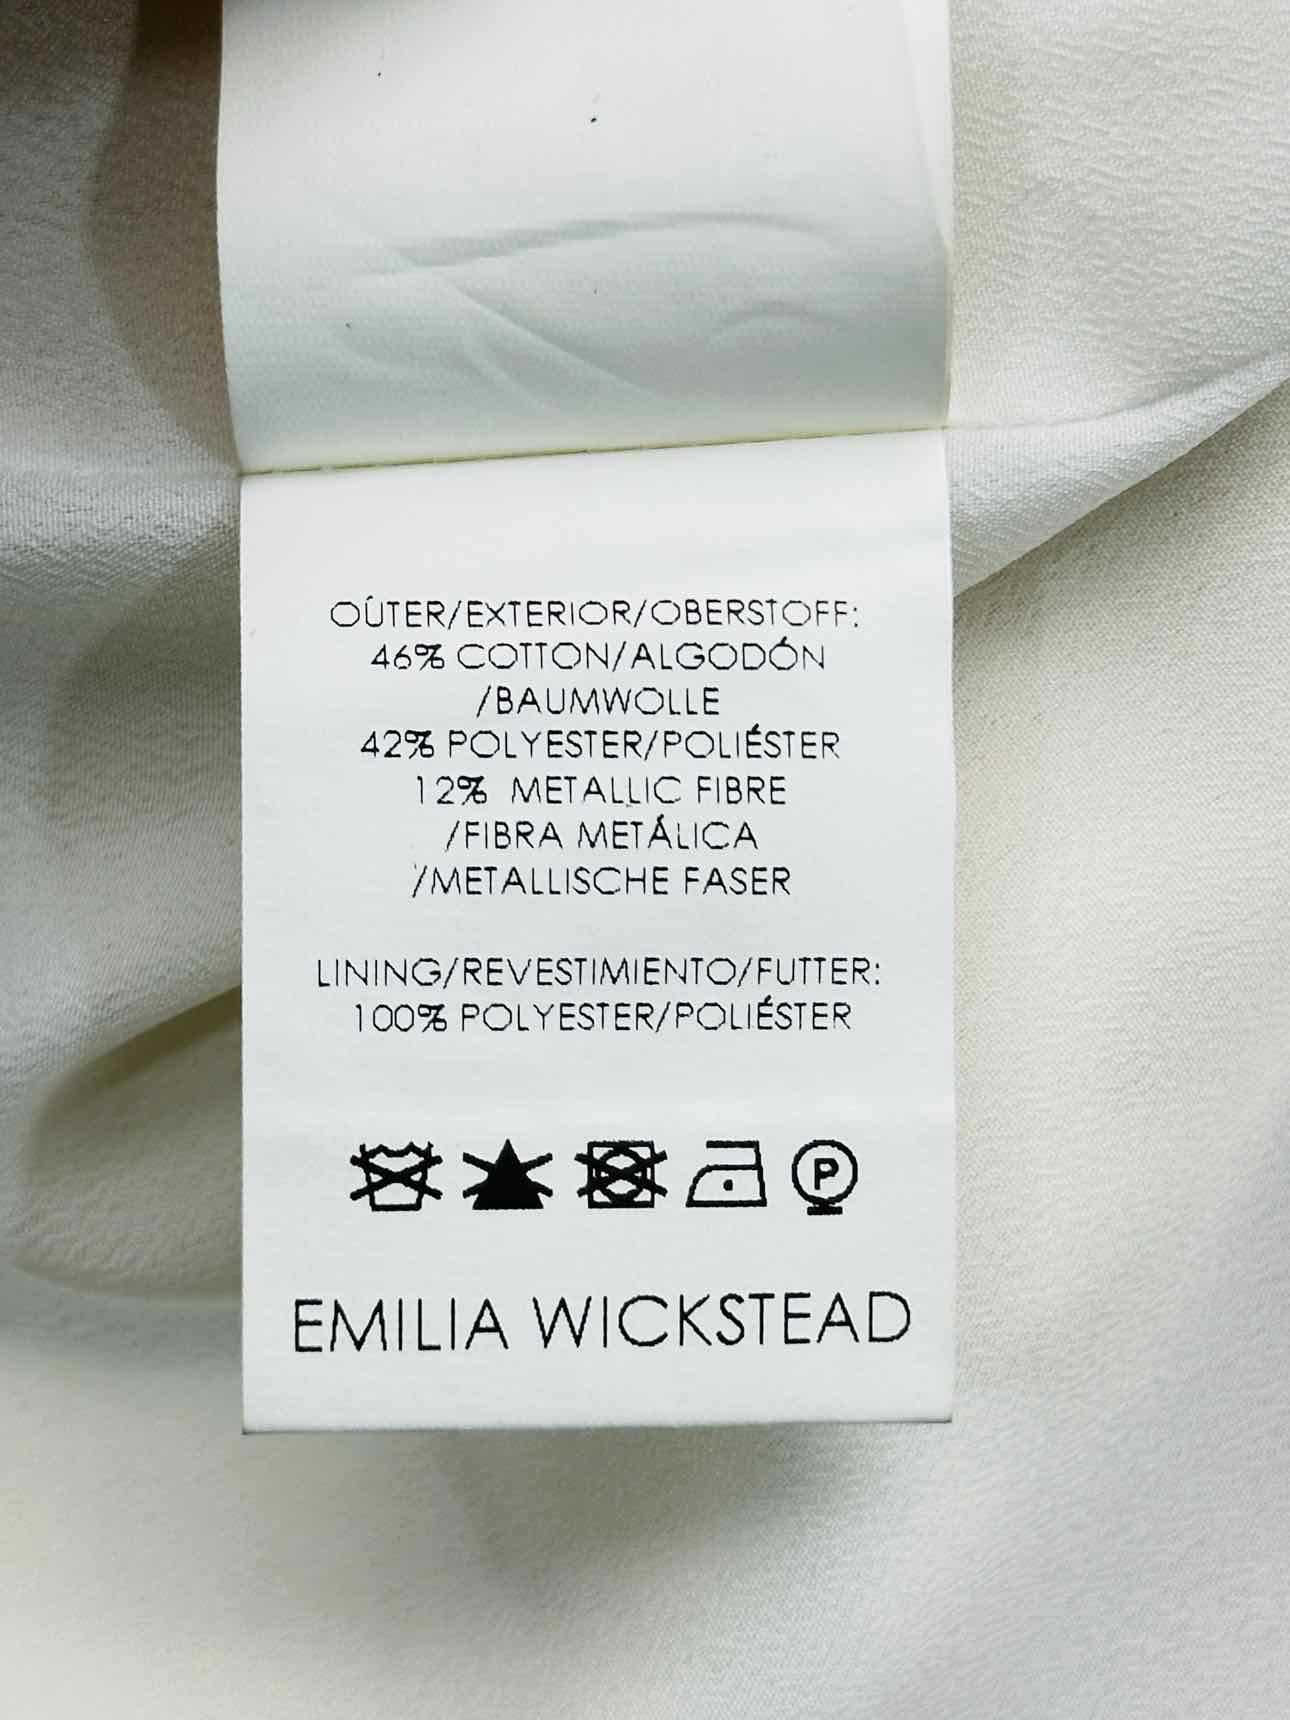 OÛTER/EXTERIOR/OBERSTOFF:
46% COTTON/ALGODÓN
/BAUMWOLLE
42% POLYESTER/POLIÉSTER
12% METALLIC FIBRE
/FIBRA METÁLICA
/METALLISCHE FASER
LINING/REVESTIMIENTO/FUTTER:
100% POLYESTER/POLIÉSTER
P
EMILIA WICKSTEAD